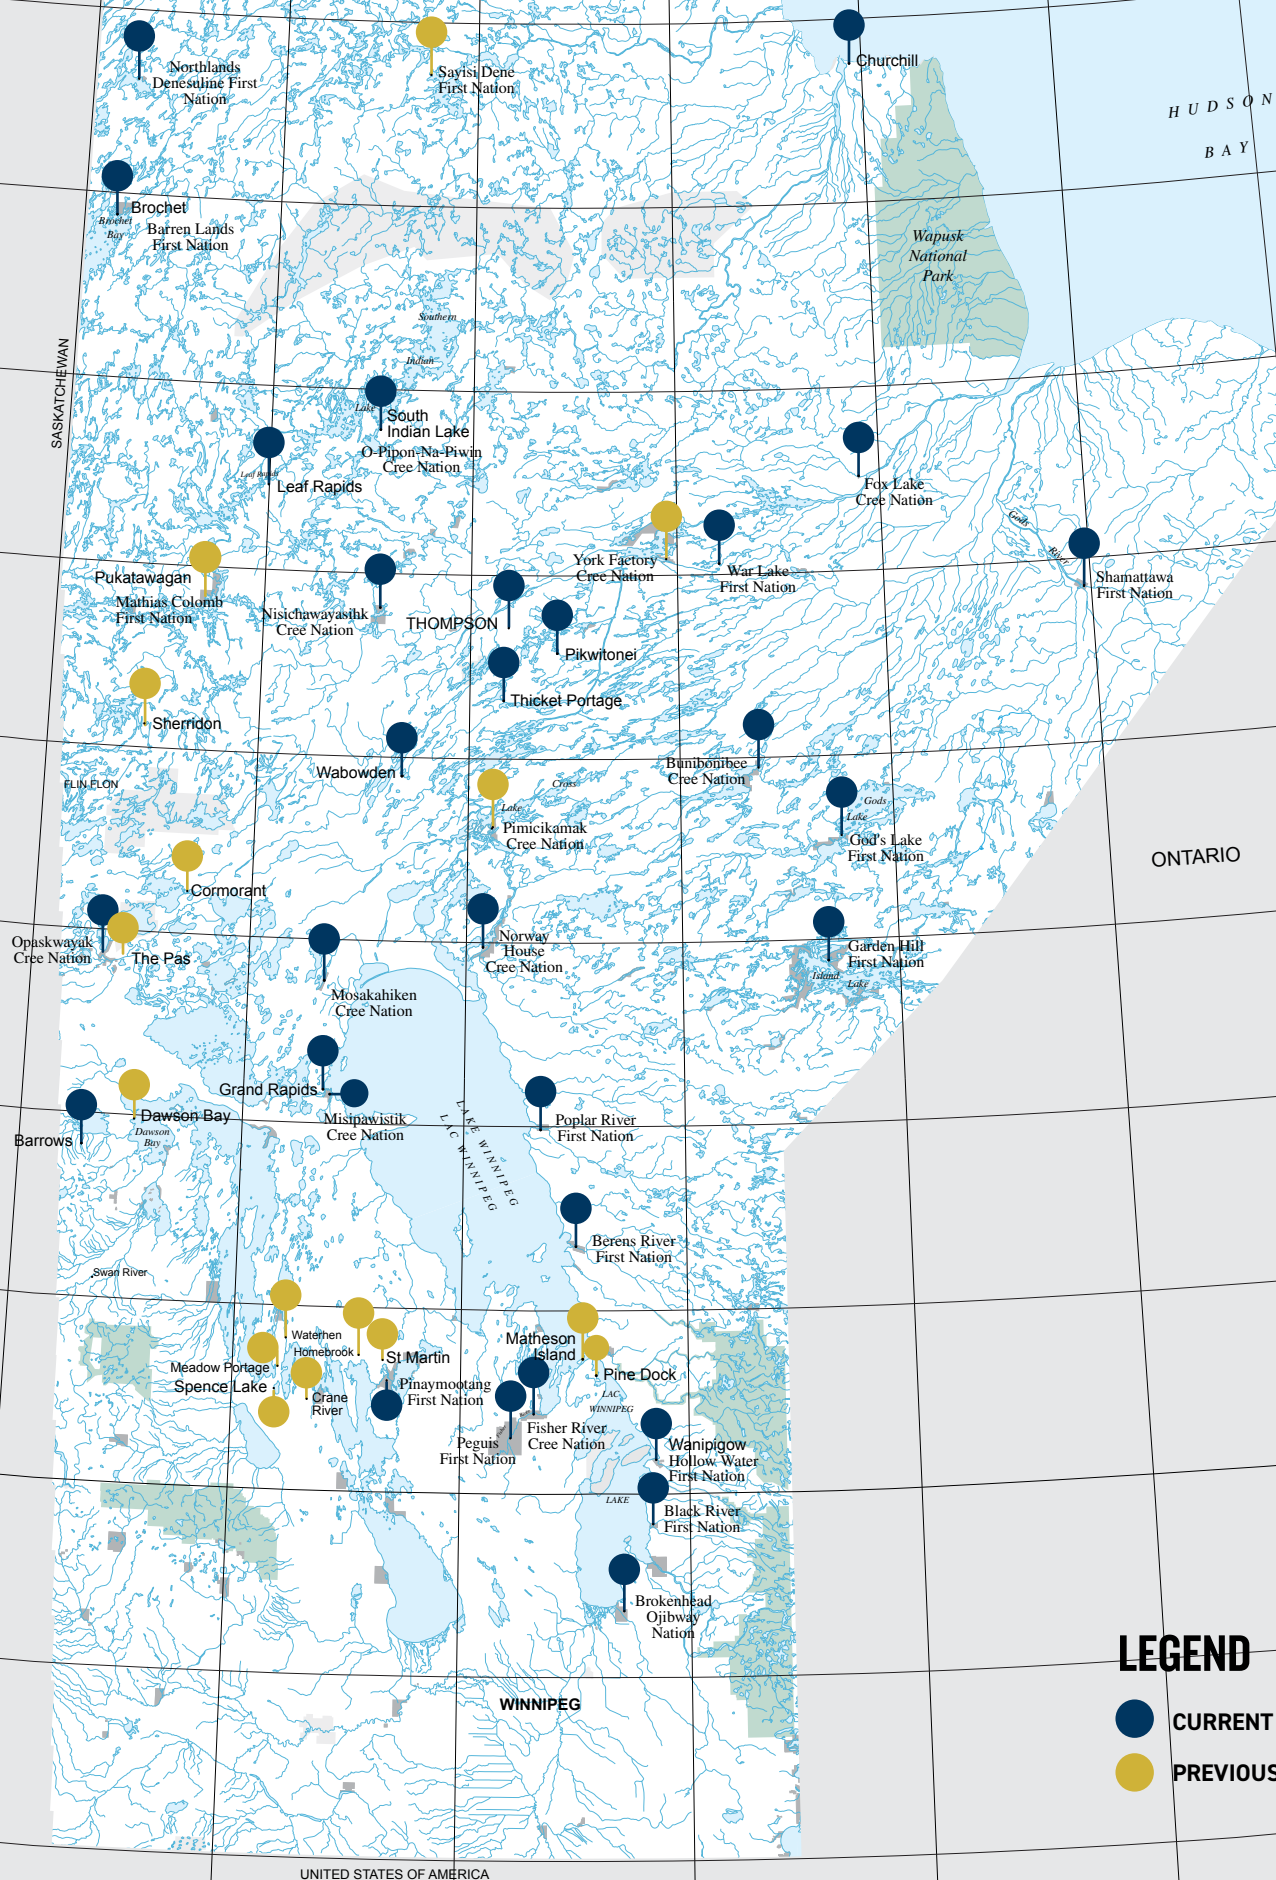 Northlands
Denesuline First
Nation
Sayisi Dene
First Nation
Churchill
HUDSON
BAY
Brochet
Brochet
Bay
Barren Lands
First Nation
Wapusk
National
Park
Southern
Indian
Lake
SASKATCHEWAN
South
Indian Lake
O-Pipon-Na-Piwin
Cree Nation
Leaf Rapids
Leaf Rapids
Fox Lake
Cree Nation
Gods
River
York Factory
Cree Nation
War Lake
First Nation
Shamattawa
First Nation
Pukatawagan
Mathias Colomb
First Nation
Nisichawayasihk
Cree Nation
THOMPSON
Pikwitonei
Thicket Portage
Sherridon
Wabowden
Bunibonibee
Cree Nation
FLIN FLON
Cross
Lake
Pimicikamak
Cree Nation
Gods
Lake
God's Lake
First Nation
ONTARIO
Cormorant
Opaskwayak
Cree Nation
The Pas
Norway
House
Cree Nation
Garden Hill
First Nation
Island
Lake
Mosakahiken
Cree Nation
Grand Rapids
Misipawistik
Cree Nation
Dawson Bay
Dawson
Bay
Barrows
LAKE WINNIPEG
LAC WINNIPEG
Poplar River
First Nation
Berens River
First Nation
Swan River
Waterhen
Homebrook
St Martin
Meadow Portage
Spence Lake
Crane
River
Pinaymootang
First Nation
Matheson
Island
Pine Dock
LAC
WINNIPEG
Fisher River
Cree Nation
Peguis
First Nation
Wanipigow
Hollow Water
First Nation
LAKE
Black River
First Nation
Brokenhead
Ojibway
Nation
WINNIPEG
LEGEND
CURRENT
PREVIOUS
UNITED STATES OF AMERICA